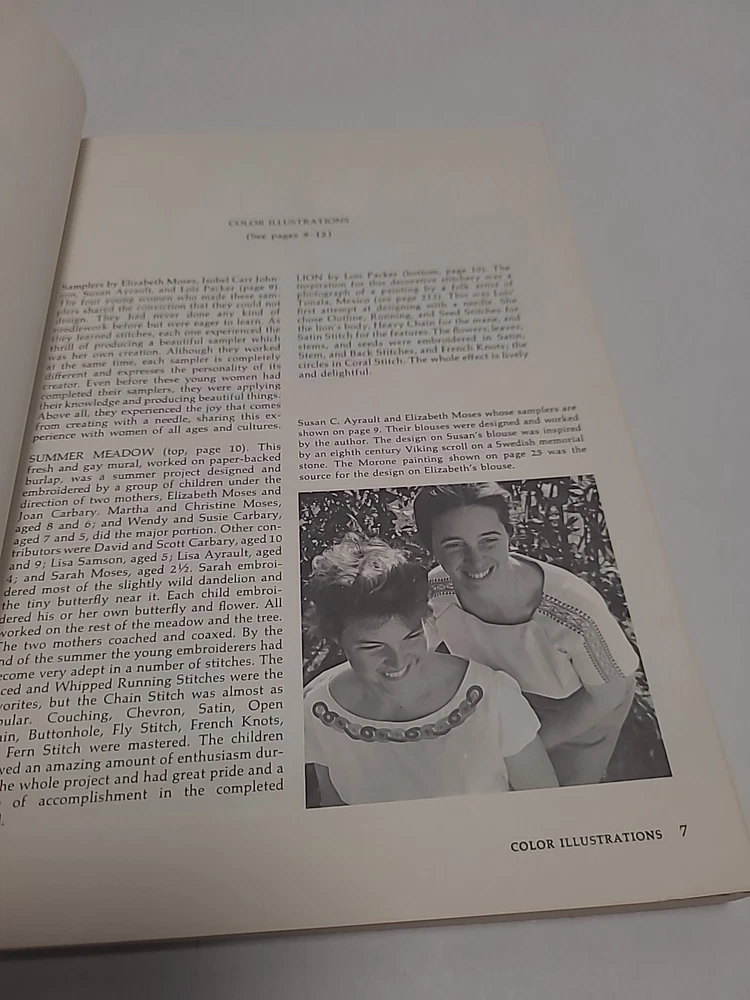 COLOR ILLUSTRATIONS
(See pages 9-12)
Samplers by Elizabeth Moses, Isobel Carr John-
son, Susan Ayrault, and Lois Packer (page 9).
The four young women who made these sam-
plers shared the conviction that they could not
design. They had never done any kind of
needlework before but were eager to learn. As
they learned stitches, each one experienced the
thrill of producing a beautiful sampler which
was her own creation. Although they worked
at the same time, each sampler is completely
different and expresses the personality of its
creator. Even before these young women had
completed their samplers, they were applying
their knowledge and producing beautiful things.
Above all, they experienced the joy that comes
from creating with a needle, sharing this ex-
perience with women of all ages and cultures.
SUMMER MEADOW (top, page 10). This
fresh and gay mural, worked on paper-backed
burlap, was a summer project designed and
embroidered by a group of children under the
direction of two mothers, Elizabeth Moses and
Joan Carbary. Martha and Christine Moses,
aged 8 and 6; and Wendy and Susie Carbary,
aged 7 and 5, did the major portion. Other con-
tributors were David and Scott Carbary, aged 10
and 9; Lisa Samson, aged 5; Lisa Ayrault, aged
4; and Sarah Moses, aged 2½. Sarah embroi-
dered most of the slightly wild dandelion and
the tiny butterfly near it. Each child embroi-
dered his or her own butterfly and flower. All
worked on the rest of the meadow and the tree.
The two mothers coached and coaxed. By the
nd of the summer the young embroiderers had
ecome very adept in a number of stitches. The
ced and Whipped Running Stitches were the
vorites, but the Chain Stitch was almost as
pular. Couching, Chevron, Satin, Open
ain, Buttonhole, Fly Stitch, French Knots,
Fern Stitch were mastered. The children
wed an amazing amount of enthusiasm dur-
he whole project and had great pride and a
of accomplishment in the completed
l.
LION by Lois Packer (bottom, page 10). The
inspiration for this decorative stitchery was a
photograph of a painting by a folk artist of
Tonala, Mexico (see page 212). This was Lois'
first attempt at designing with a needle. She
chose Outline, Running, and Seed Stitches for
the lion's body, Heavy Chain for the mane, and
Satin Stitch for the features. The flowers, leaves,
stems, and seeds were embroidered in Satin,
Stem, and Back Stitches, and French Knots; the
circles in Coral Stitch. The whole effect is lively
and delightful.
Susan C. Ayrault and Elizabeth Moses whose samplers are
shown on page 9. Their blouses were designed and worked
by the author. The design on Susan's blouse was inspired
by an eighth century Viking scroll on a Swedish memorial
stone. The Morone painting shown on page 25 was the
source for the design on Elizabeth's blouse.
COLOR ILLUSTRATIONS 7